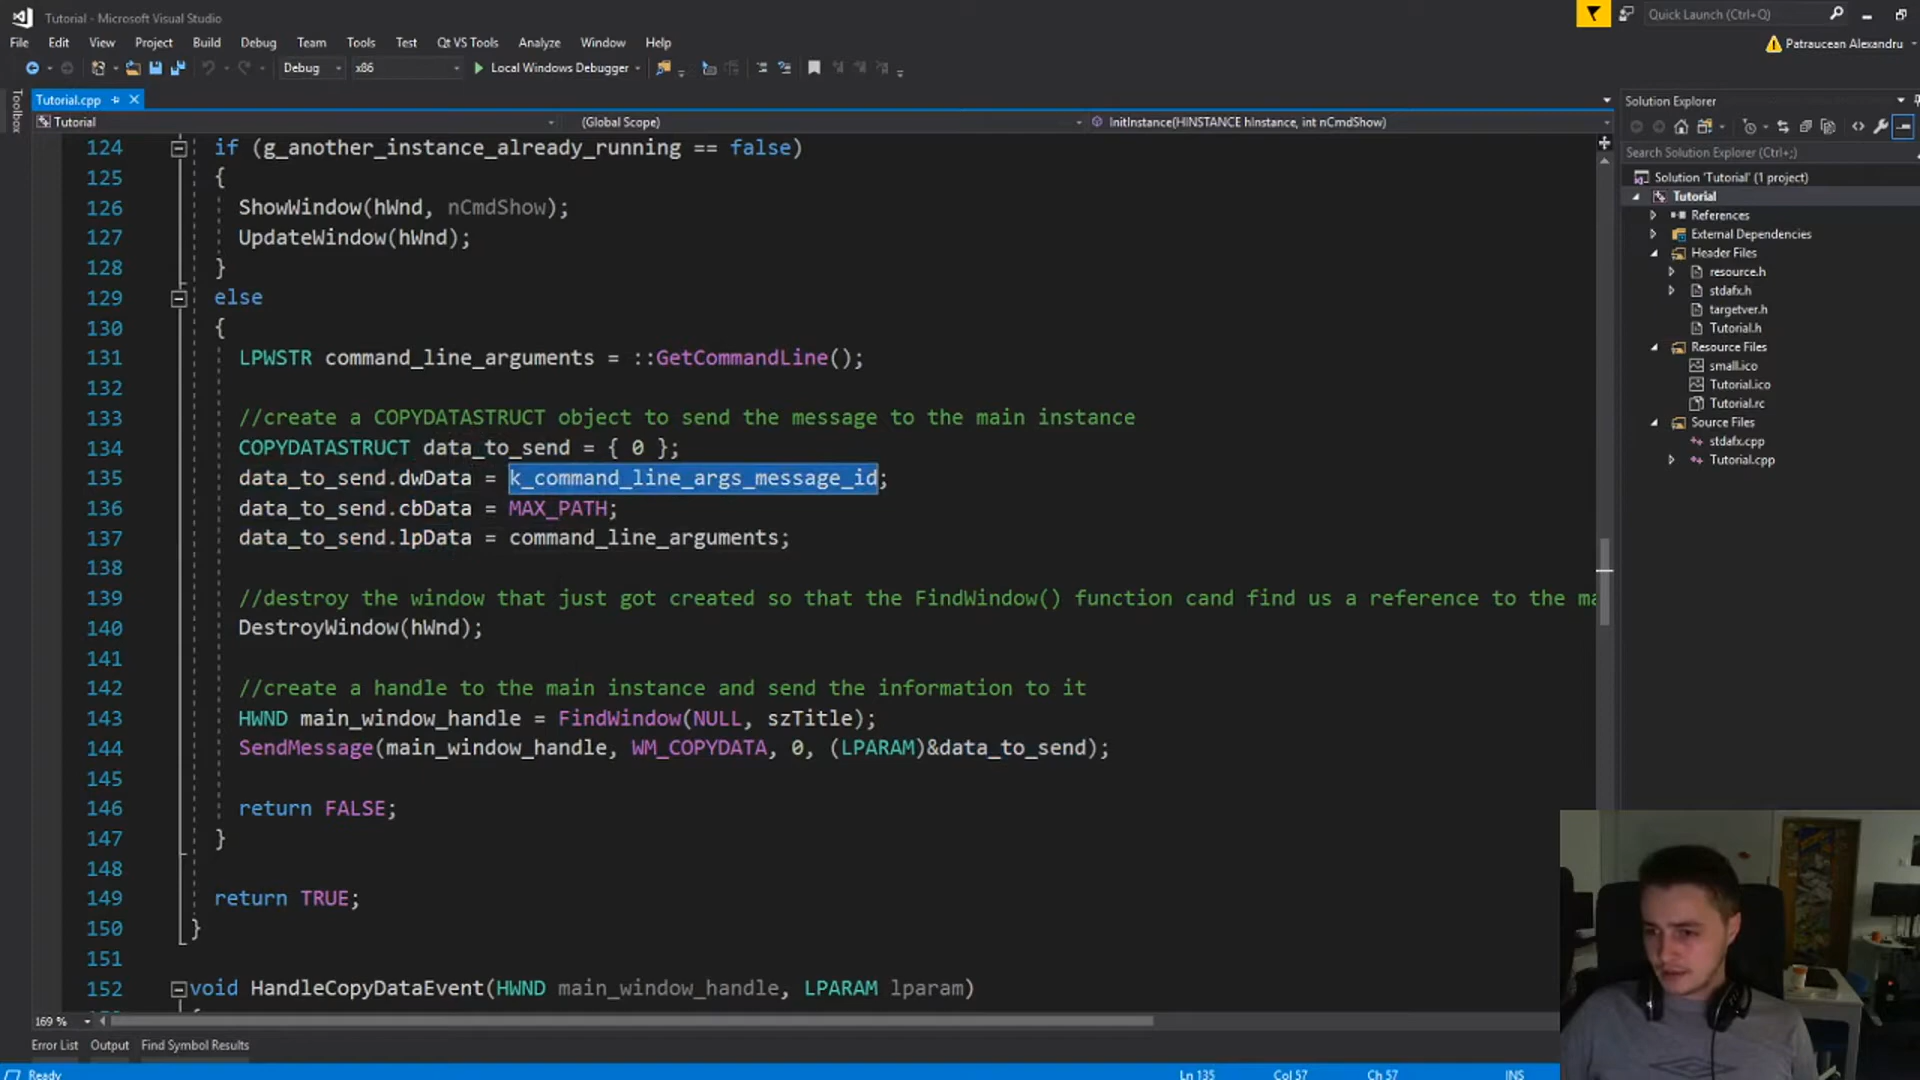 Tutorial - Microsoft Visual Studio
Quick Launch (Ctrl+Q)
File Edit View Project Build Debug Team Tools Test Qt VS Tools Analyze Window Help
Patraucean Alexandru
Debug x86 Local Windows Debugger
Toolbox
Tutorial.cpp
Tutorial (Global Scope) InitInstance(HINSTANCE hInstance, int nCmdShow)
124 if (g_another_instance_already_running == false)
125 {
126 ShowWindow(hWnd, nCmdShow);
127 UpdateWindow(hWnd);
128 }
129 else
130 {
131 LPWSTR command_line_arguments = ::GetCommandLine();
132
133 //create a COPYDATASTRUCT object to send the message to the main instance
134 COPYDATASTRUCT data_to_send = { 0 };
135 data_to_send.dwData = k_command_line_args_message_id;
136 data_to_send.cbData = MAX_PATH;
137 data_to_send.lpData = command_line_arguments;
138
139 //destroy the window that just got created so that the FindWindow() function cand find us a reference to the ma
140 DestroyWindow(hWnd);
141
142 //create a handle to the main instance and send the information to it
143 HWND main_window_handle = FindWindow(NULL, szTitle);
144 SendMessage(main_window_handle, WM_COPYDATA, 0, (LPARAM)&data_to_send);
145
146 return FALSE;
147 }
148
149 return TRUE;
150 }
151
152 void HandleCopyDataEvent(HWND main_window_handle, LPARAM lparam)
169 %
Error List Output Find Symbol Results
Ready Ln 135 Col 57 Ch 57 INS
Solution Explorer
Search Solution Explorer (Ctrl+;)
Solution 'Tutorial' (1 project)
Tutorial
References
External Dependencies
Header Files
resource.h
stdafx.h
targetver.h
Tutorial.h
Resource Files
small.ico
Tutorial.ico
Tutorial.rc
Source Files
stdafx.cpp
Tutorial.cpp